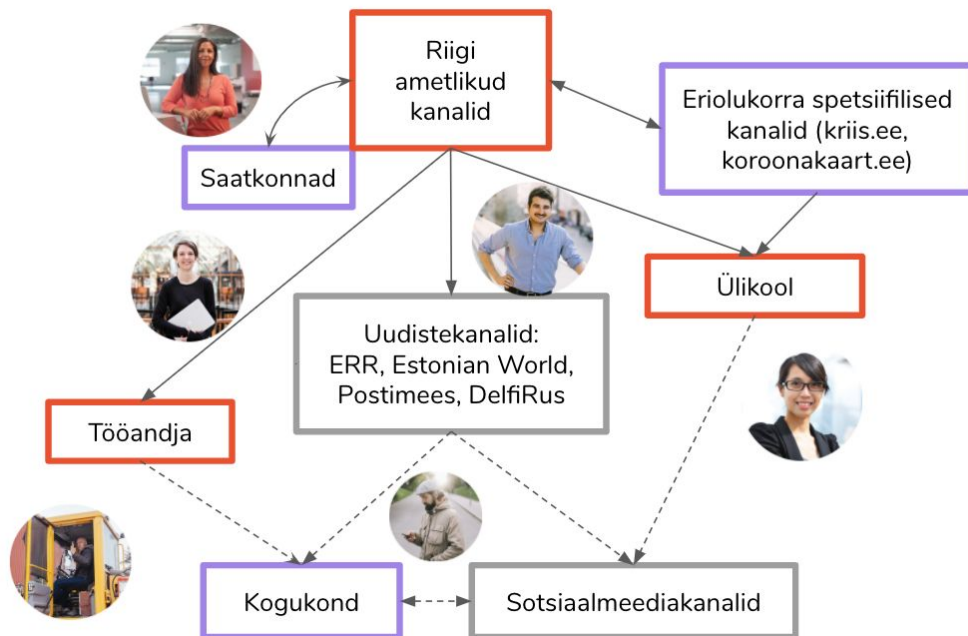 Riigi
ametlikud
kanalid
Eriolukorra spetsiifilised
kanalid (kriis.ee,
koroonakaart.ee)
Saatkonnad
Ülikool
Uudistekanalid:
ERR, Estonian World,
Postimees, DelfiRus
Tööandja
Kogukond
Sotsiaalmeediakanalid